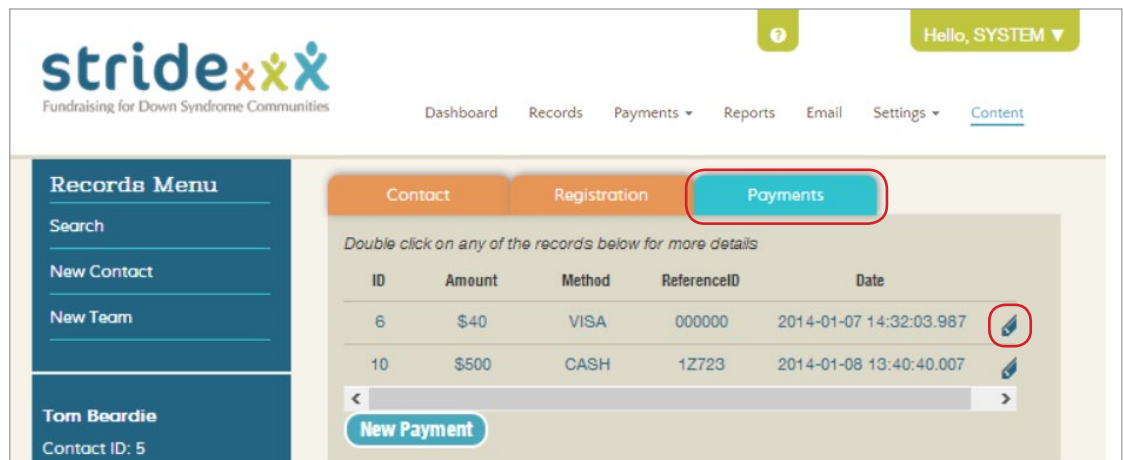 ?
Hello, SYSTEM ▼
stride
Fundraising for Down Syndrome Communities
Dashboard Records Payments Reports Email Settings Content
Records Menu
Search
New Contact
New Team
Tom Beardie
Contact ID: 5
Contact Registration Payments
Double click on any of the records below for more details
ID Amount Method ReferenceID Date
6 $40 VISA 000000 2014-01-07 14:32:03.987
10 $500 CASH 1Z723 2014-01-08 13:40:40.007
New Payment